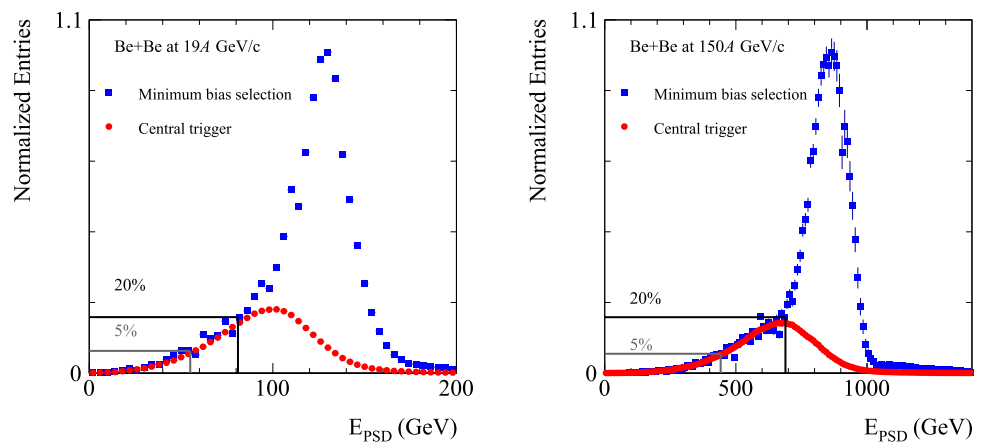 1.1
Normalized Entries
Be+Be at 19A GeV/c
Minimum bias selection
Central trigger
20%
5%
0
0 100 200
E_PSD (GeV)
1.1
Normalized Entries
Be+Be at 150A GeV/c
Minimum bias selection
Central trigger
20%
5%
0
0 500 1000
E_PSD (GeV)